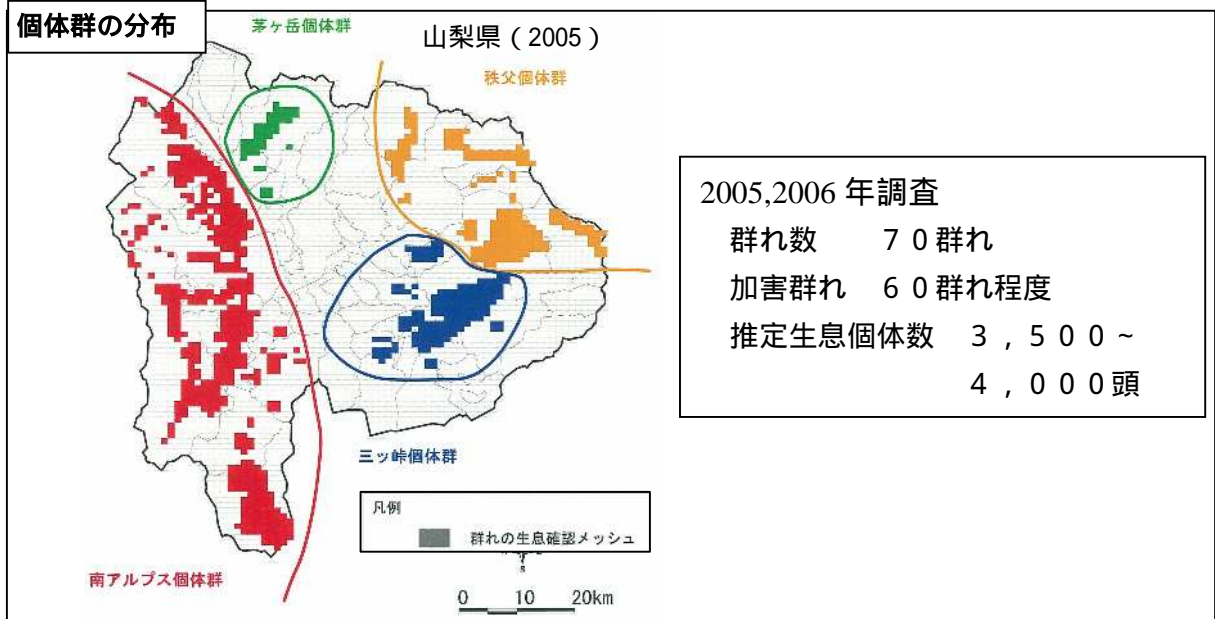 個体群の分布
茅ヶ岳個体群
山梨県（2005）
秩父個体群
2005,2006 年調査
群れ数　７０群れ
加害群れ　６０群れ程度
推定生息個体数　３，５００～
４，０００頭
三ッ峠個体群
凡例
群れの生息確認メッシュ
S
南アルプス個体群
0 10 20km